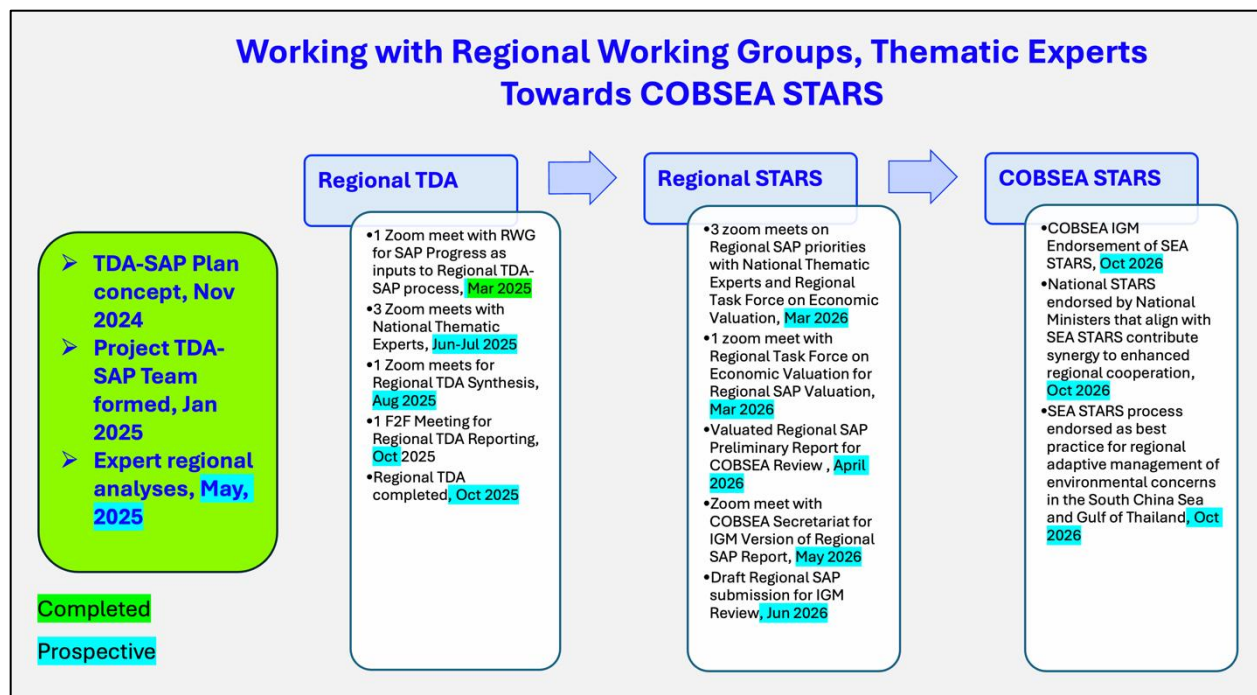 Working with Regional Working Groups, Thematic Experts
Towards COBSEA STARS
➢ TDA-SAP Plan
concept, Nov
2024
➢ Project TDA-
SAP Team
formed, Jan
2025
➢ Expert regional
analyses, May,
2025
Completed
Prospective
Regional TDA
•1 Zoom meet with RWG
for SAP Progress as
inputs to Regional TDA-
SAP process, Mar 2025
•3 Zoom meets with
National Thematic
Experts, Jun-Jul 2025
•1 Zoom meets for
Regional TDA Synthesis,
Aug 2025
•1 F2F Meeting for
Regional TDA Reporting,
Oct 2025
•Regional TDA
completed, Oct 2025
Regional STARS
•3 zoom meets on
Regional SAP priorities
with National Thematic
Experts and Regional
Task Force on Economic
Valuation, Mar 2026
•1 zoom meet with
Regional Task Force on
Economic Valuation for
Regional SAP Valuation,
Mar 2026
•Valuated Regional SAP
Preliminary Report for
COBSEA Review , April
2026
•Zoom meet with
COBSEA Secretariat for
IGM Version of Regional
SAP Report, May 2026
•Draft Regional SAP
submission for IGM
Review, Jun 2026
COBSEA STARS
•COBSEA IGM
Endorsement of SEA
STARS, Oct 2026
•National STARS
endorsed by National
Ministers that align with
SEA STARS contribute
synergy to enhanced
regional cooperation,
Oct 2026
•SEA STARS process
endorsed as best
practice for regional
adaptive management of
environmental concerns
in the South China Sea
and Gulf of Thailand, Oct
2026